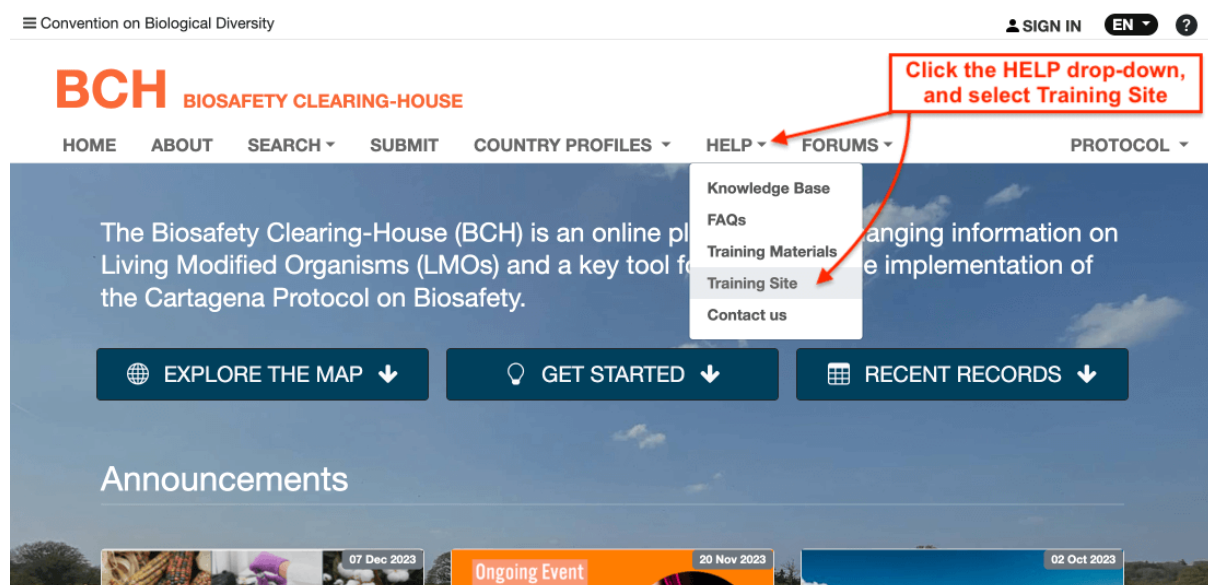 Convention on Biological Diversity
SIGN IN EN ?
Click the HELP drop-down,
and select Training Site
BCH BIOSAFETY CLEARING-HOUSE
HOME ABOUT SEARCH SUBMIT COUNTRY PROFILES HELP FORUMS PROTOCOL
Knowledge Base
FAQs
Training Materials
Training Site
Contact us
The Biosafety Clearing-House (BCH) is an online anging information on
Living Modified Organisms (LMOs) and a key tool e implementation of
the Cartagena Protocol on Biosafety.
EXPLORE THE MAP GET STARTED RECENT RECORDS
Announcements
07 Dec 2023 20 Nov 2023 02 Oct 2023
Ongoing Event